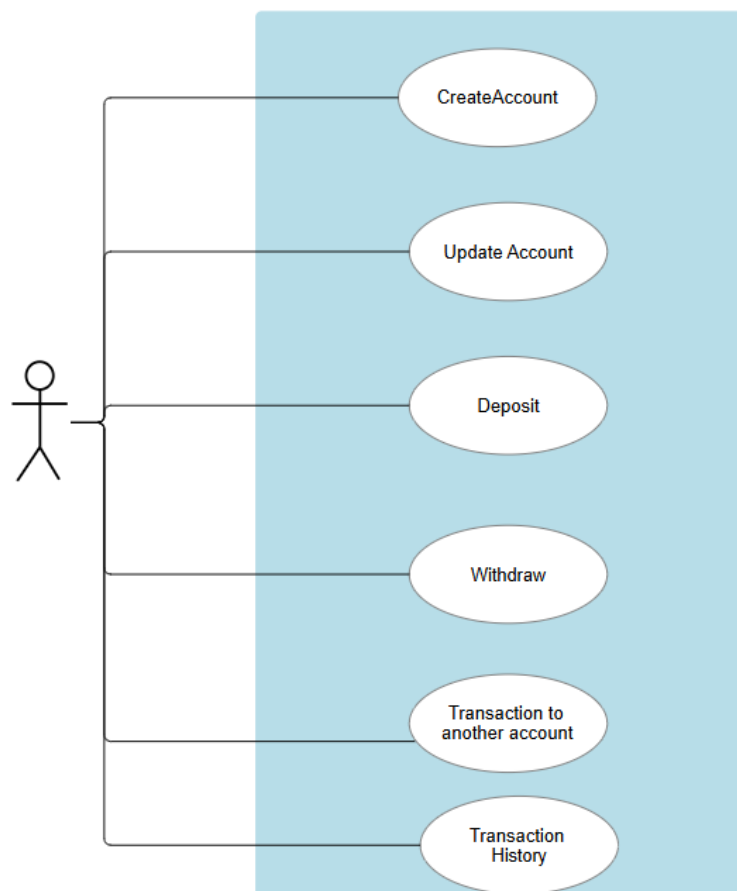 CreateAccount
Update Account
Deposit
Withdraw
Transaction to
another account
Transaction
History